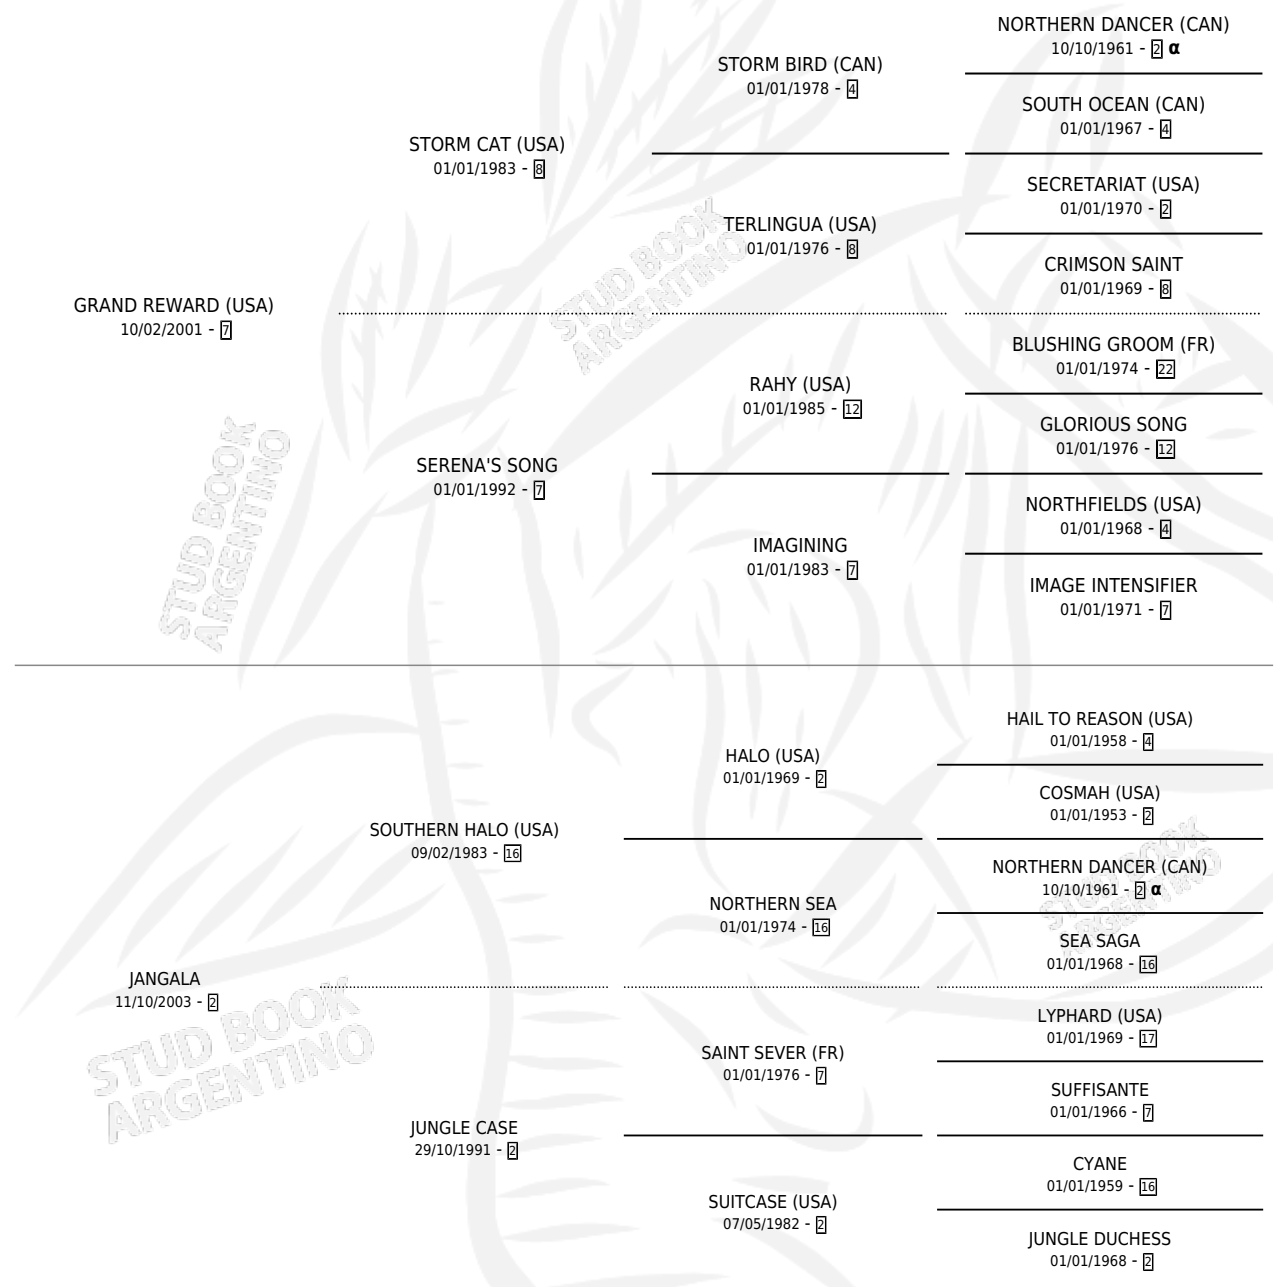 NORTHERN DANCER (CAN)
10/10/1961 - 2 α
STORM BIRD (CAN)
01/01/1978 - 4
SOUTH OCEAN (CAN)
01/01/1967 - 4
STORM CAT (USA)
01/01/1983 - 8
SECRETARIAT (USA)
01/01/1970 - 2
TERLINGUA (USA)
01/01/1976 - 8
CRIMSON SAINT
01/01/1969 - 8
GRAND REWARD (USA)
10/02/2001 - 7
BLUSHING GROOM (FR)
01/01/1974 - 22
RAHY (USA)
01/01/1985 - 12
GLORIOUS SONG
01/01/1976 - 12
SERENA'S SONG
01/01/1992 - 7
NORTHFIELDS (USA)
01/01/1968 - 4
IMAGINING
01/01/1983 - 7
IMAGE INTENSIFIER
01/01/1971 - 7
STUD BOOK
ARGENTINO
STUD BOOK
ARGENTINO
HAIL TO REASON (USA)
01/01/1958 - 4
HALO (USA)
01/01/1969 - 2
COSMAH (USA)
01/01/1953 - 2
SOUTHERN HALO (USA)
09/02/1983 - 16
NORTHERN DANCER (CAN)
10/10/1961 - 2 α
NORTHERN SEA
01/01/1974 - 16
SEA SAGA
01/01/1968 - 16
JANGALA
11/10/2003 - 2
LYPHARD (USA)
01/01/1969 - 17
SAINT SEVER (FR)
01/01/1976 - 7
SUFFISANTE
01/01/1966 - 7
JUNGLE CASE
29/10/1991 - 2
CYANE
01/01/1959 - 16
SUITCASE (USA)
07/05/1982 - 2
JUNGLE DUCHESS
01/01/1968 - 2
STUD BOOK
ARGENTINO
STUD BOOK
ARGENTINO